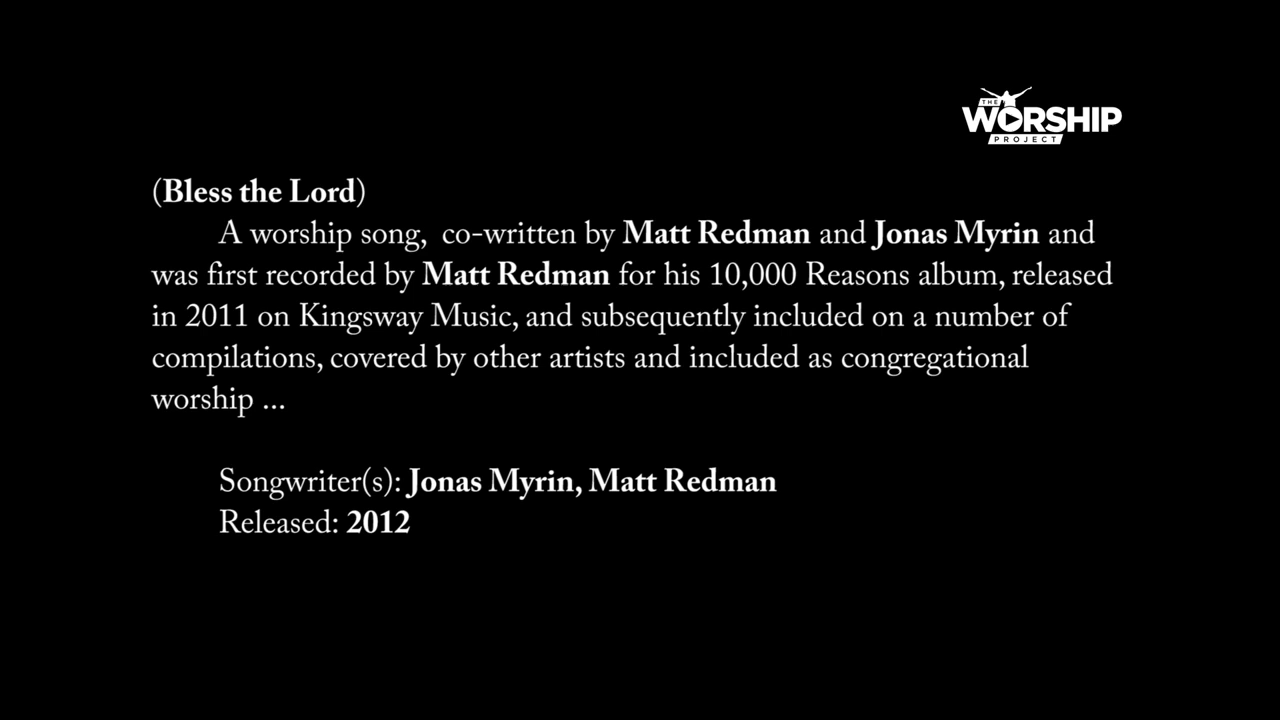 THE
WORSHIP
PROJECT
(Bless the Lord)
A worship song,  co-written by Matt Redman and Jonas Myrin and
was first recorded by Matt Redman for his 10,000 Reasons album, released
in 2011 on Kingsway Music, and subsequently included on a number of
compilations, covered by other artists and included as congregational
worship ...
Songwriter(s): Jonas Myrin, Matt Redman
Released: 2012